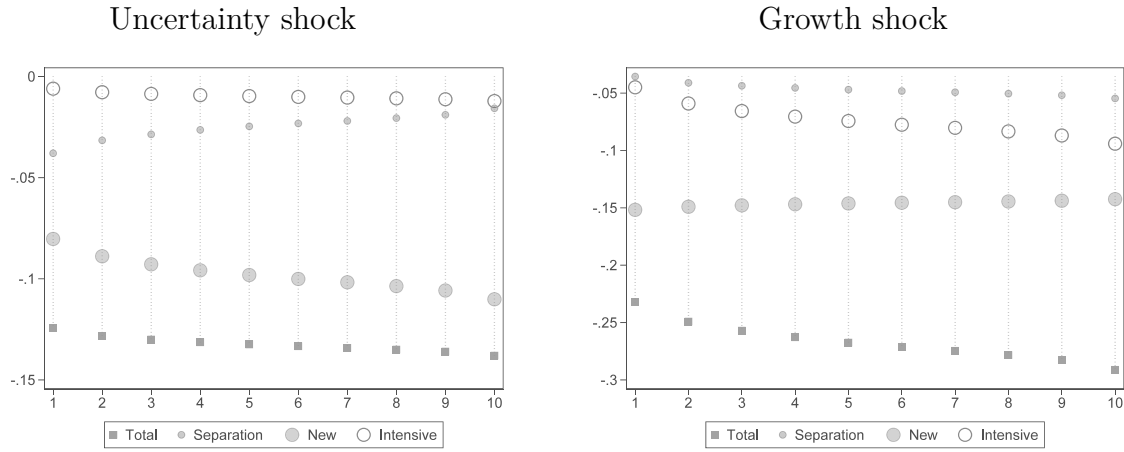 Uncertainty shock
0
-.05
-.1
-.15
1 2 3 4 5 6 7 8 9 10
Total Separation New Intensive
Growth shock
-.05
-.1
-.15
-.2
-.25
-.3
1 2 3 4 5 6 7 8 9 10
Total Separation New Intensive